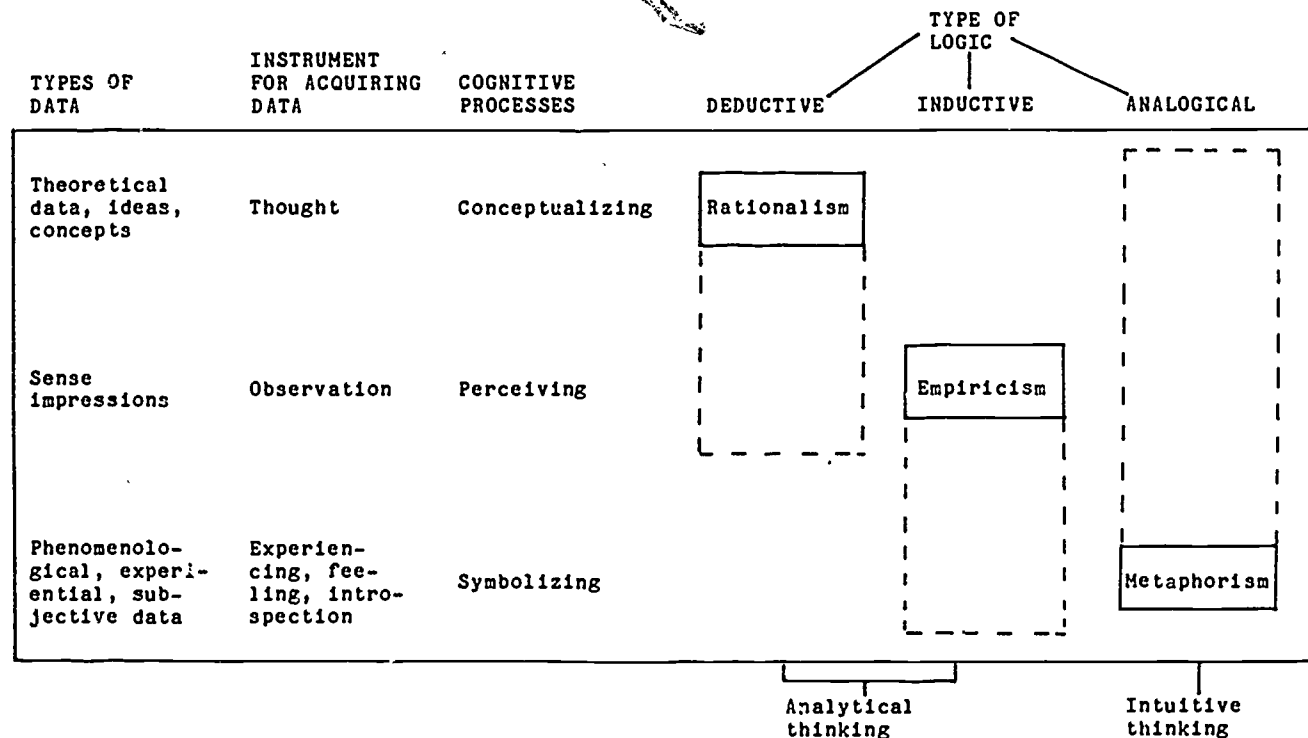 TYPE OF
LOGIC
TYPES OF
DATA
INSTRUMENT
FOR ACQUIRING
DATA
COGNITIVE
PROCESSES
DEDUCTIVE
INDUCTIVE
ANALOGICAL
Theoretical
data, ideas,
concepts
Thought
Conceptualizing
Rationalism
Sense
impressions
Observation
Perceiving
Empiricism
Phenomenolo-
gical, experi-
ential, sub-
jective data
Experien-
cing, fee-
ling, intro-
spection
Symbolizing
Metaphorism
Analytical
thinking
Intuitive
thinking